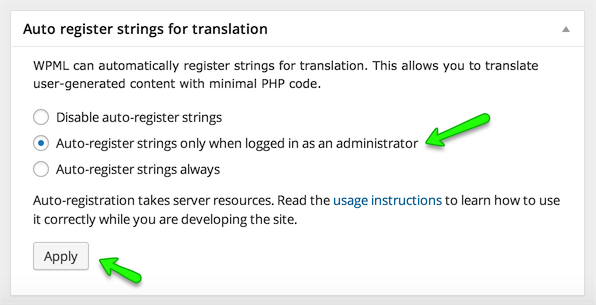 Auto register strings for translation
WPML can automatically register strings for translation. This allows you to translate
user-generated content with minimal PHP code.
Disable auto-register strings
Auto-register strings only when logged in as an administrator
Auto-register strings always
Auto-registration takes server resources. Read the usage instructions to learn how to use
it correctly while you are developing the site.
Apply